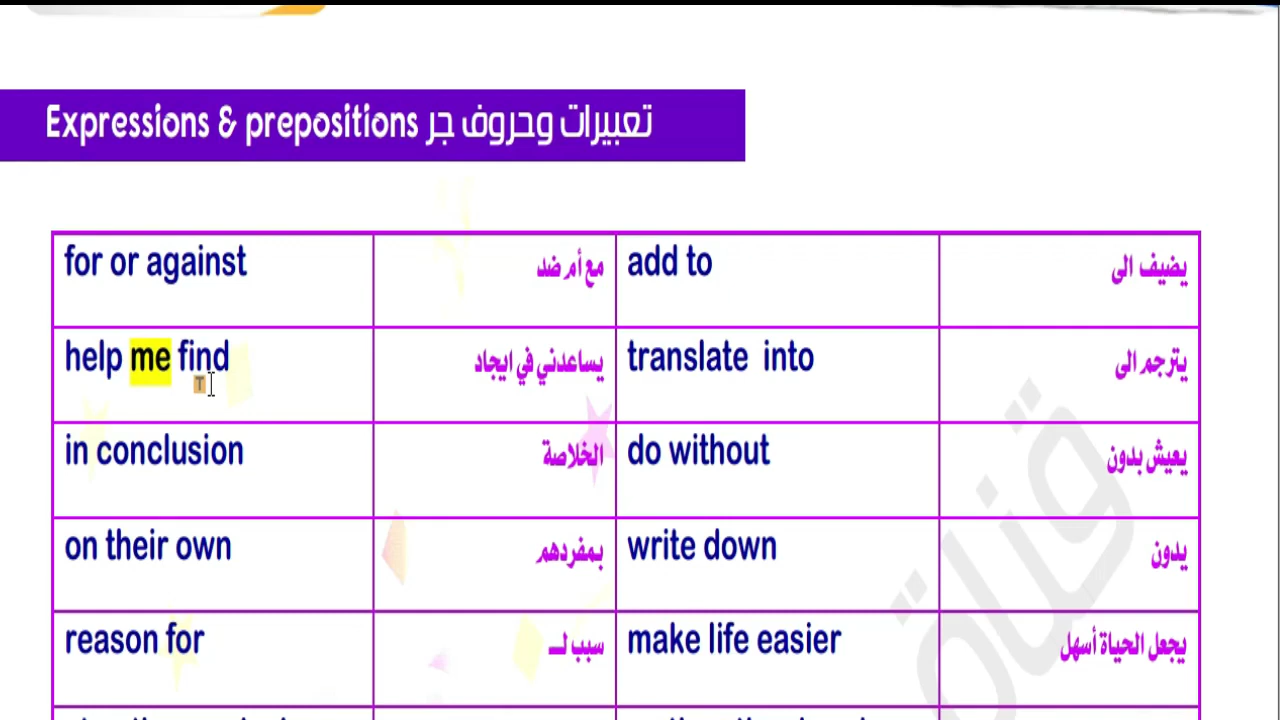 Expressions & prepositions تعبيرات وحروف جر
for or against مع أم ضد add to يضيف الى
help me find يساعدني في ايجاد translate into يترجم الى
in conclusion الخلاصة do without يعيش بدون
on their own بمفردهم write down يدون
reason for سبب لـ make life easier يجعل الحياة أسهل
قناة